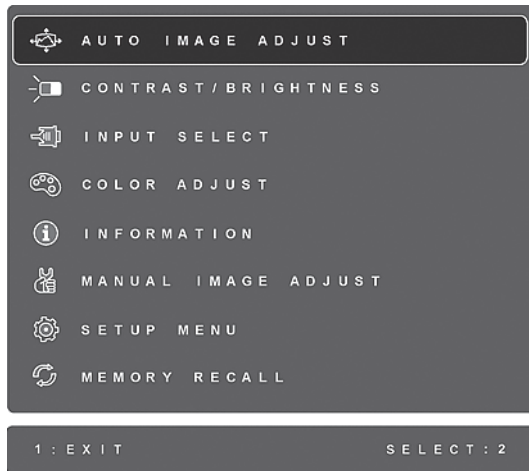 AUTO IMAGE ADJUST
CONTRAST/BRIGHTNESS
INPUT SELECT
COLOR ADJUST
INFORMATION
MANUAL IMAGE ADJUST
SETUP MENU
MEMORY RECALL
1:EXIT SELECT:2